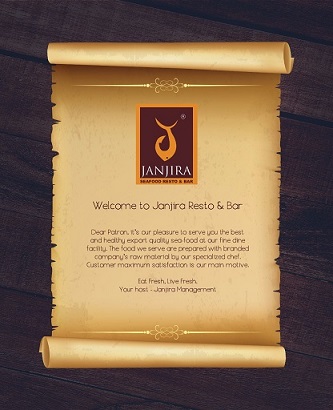 ®
JANJIRA
SEAFOOD RESTO & BAR
Welcome to Janjira Resto & Bar
Dear Patron, it's our pleasure to serve you the best
and healthy export quality sea food at our fine dine
facility. The food we serve are prepared with branded
company's raw material by our specialized chef.
Customer maximum satisfaction is our main motive.
Eat fresh, Live Fresh.
Your host - Janjira Management